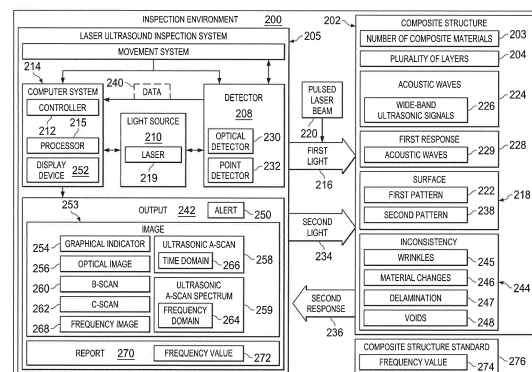 INSPECTION ENVIRONMENT 200
LASER ULTRASOUND INSPECTION SYSTEM
205
MOVEMENT SYSTEM
214
COMPUTER SYSTEM
CONTROLLER
212
215
PROCESSOR
DISPLAY
DEVICE 252
240
DATA
LIGHT SOURCE
210
LASER
219
DETECTOR
208
OPTICAL
DETECTOR
230
POINT
DETECTOR
232
PULSED
LASER
BEAM
220
FIRST
LIGHT
216
SECOND
LIGHT
234
SECOND
RESPONSE
236
253
OUTPUT 242
ALERT
250
IMAGE
254
GRAPHICAL INDICATOR
256
OPTICAL IMAGE
260
B-SCAN
262
C-SCAN
268
FREQUENCY IMAGE
ULTRASONIC A-SCAN
TIME DOMAIN
266
258
ULTRASONIC
A-SCAN SPECTRUM
FREQUENCY
DOMAIN
264
259
REPORT 270
FREQUENCY VALUE
272
202
COMPOSITE STRUCTURE
NUMBER OF COMPOSITE MATERIALS
203
PLURALITY OF LAYERS
204
ACOUSTIC WAVES
224
WIDE-BAND
ULTRASONIC SIGNALS
226
FIRST RESPONSE
228
ACOUSTIC WAVES
229
SURFACE
218
FIRST PATTERN
222
SECOND PATTERN
238
INCONSISTENCY
244
WRINKLES
245
MATERIAL CHANGES
246
DELAMINATION
247
VOIDS
248
COMPOSITE STRUCTURE STANDARD
276
FREQUENCY VALUE
274